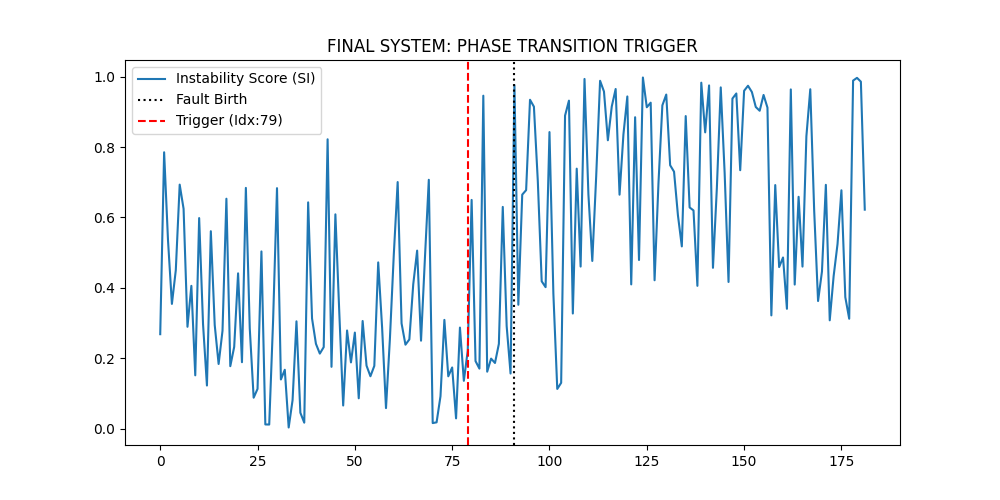 FINAL SYSTEM: PHASE TRANSITION TRIGGER
Instability Score (SI)
Fault Birth
Trigger (Idx:79)
1.0
0.8
0.6
0.4
0.2
0.0
0 25 50 75 100 125 150 175